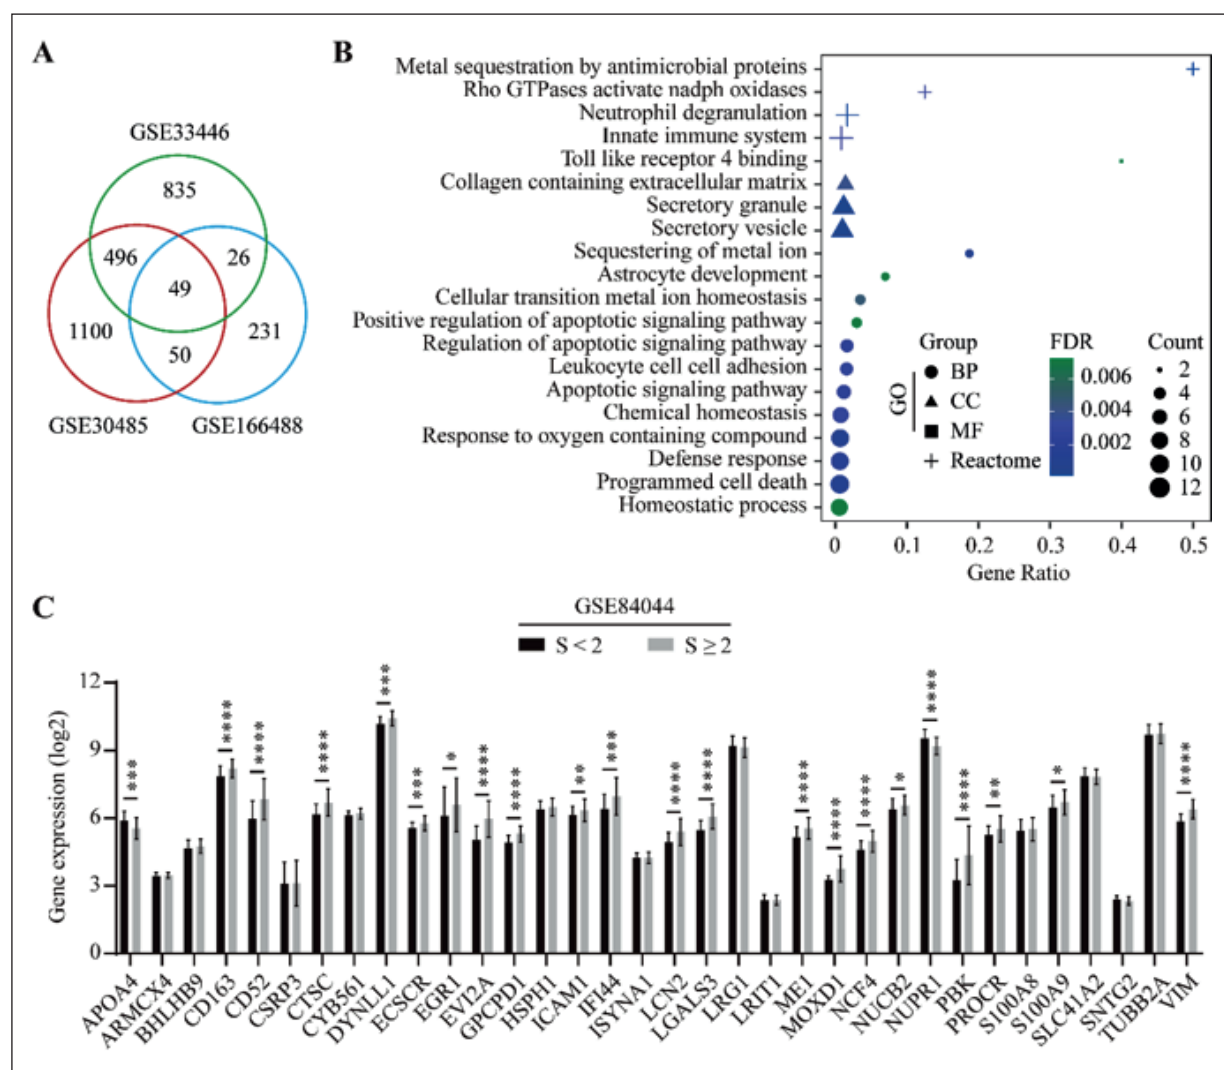 A
GSE33446
835
496
26
49
1100
231
50
GSE30485
GSE166488
B
Metal sequestration by antimicrobial proteins
Rho GTPases activate nadph oxidases
Neutrophil degranulation
Innate immune system
Toll like receptor 4 binding
Collagen containing extracellular matrix
Secretory granule
Secretory vesicle
Sequestering of metal ion
Astrocyte development
Cellular transition metal ion homeostasis
Positive regulation of apoptotic signaling pathway
Regulation of apoptotic signaling pathway
Leukocyte cell cell adhesion
Apoptotic signaling pathway
Chemical homeostasis
Response to oxygen containing compound
Defense response
Programmed cell death
Homeostatic process
Group
GO
BP
CC
MF
Reactome
FDR
0.006
0.004
0.002
Count
2
4
6
8
10
12
0 0.1 0.2 0.3 0.4 0.5
Gene Ratio
C
GSE84044
S < 2 S ≥ 2
Gene expression (log2)
12
9
6
3
0
*** **** **** **** *** *** * **** **** ** *** **** **** **** **** **** * **** **** ** * ****
APOA4
ARMCX4
BHLHB9
CD163
CD52
CSRP3
CTSC
CYB561
DYNLL1
ECSCR
EGR1
EVI2A
GPCPD1
HSPH1
ICAM1
IFI44
ISYNA1
LCN2
LGALS3
LRG1
LRIT1
ME1
MOXD1
NCF4
NUCB2
NUPR1
PBK
PROCR
S100A8
S100A9
SLC41A2
SNTG2
TUBB2A
VIM